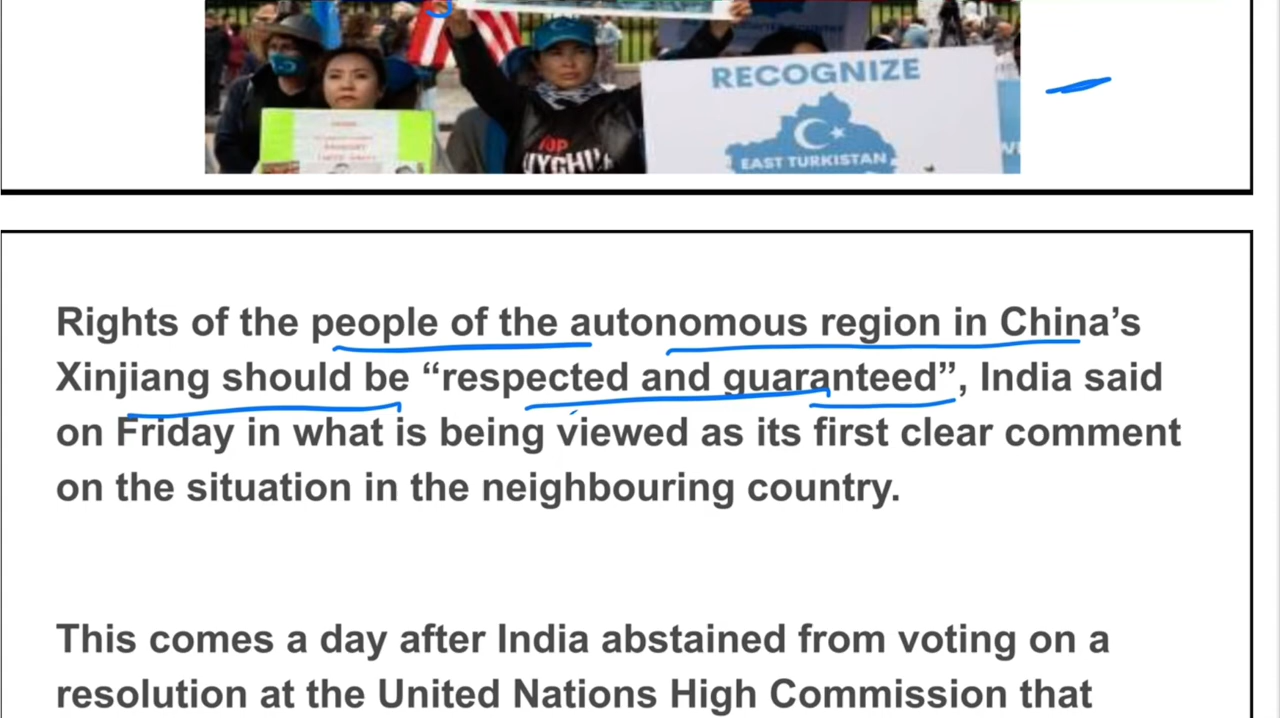 RECOGNIZE
EAST TURKISTAN
Rights of the people of the autonomous region in China’s
Xinjiang should be “respected and guaranteed”, India said
on Friday in what is being viewed as its first clear comment
on the situation in the neighbouring country.
This comes a day after India abstained from voting on a
resolution at the United Nations High Commission that